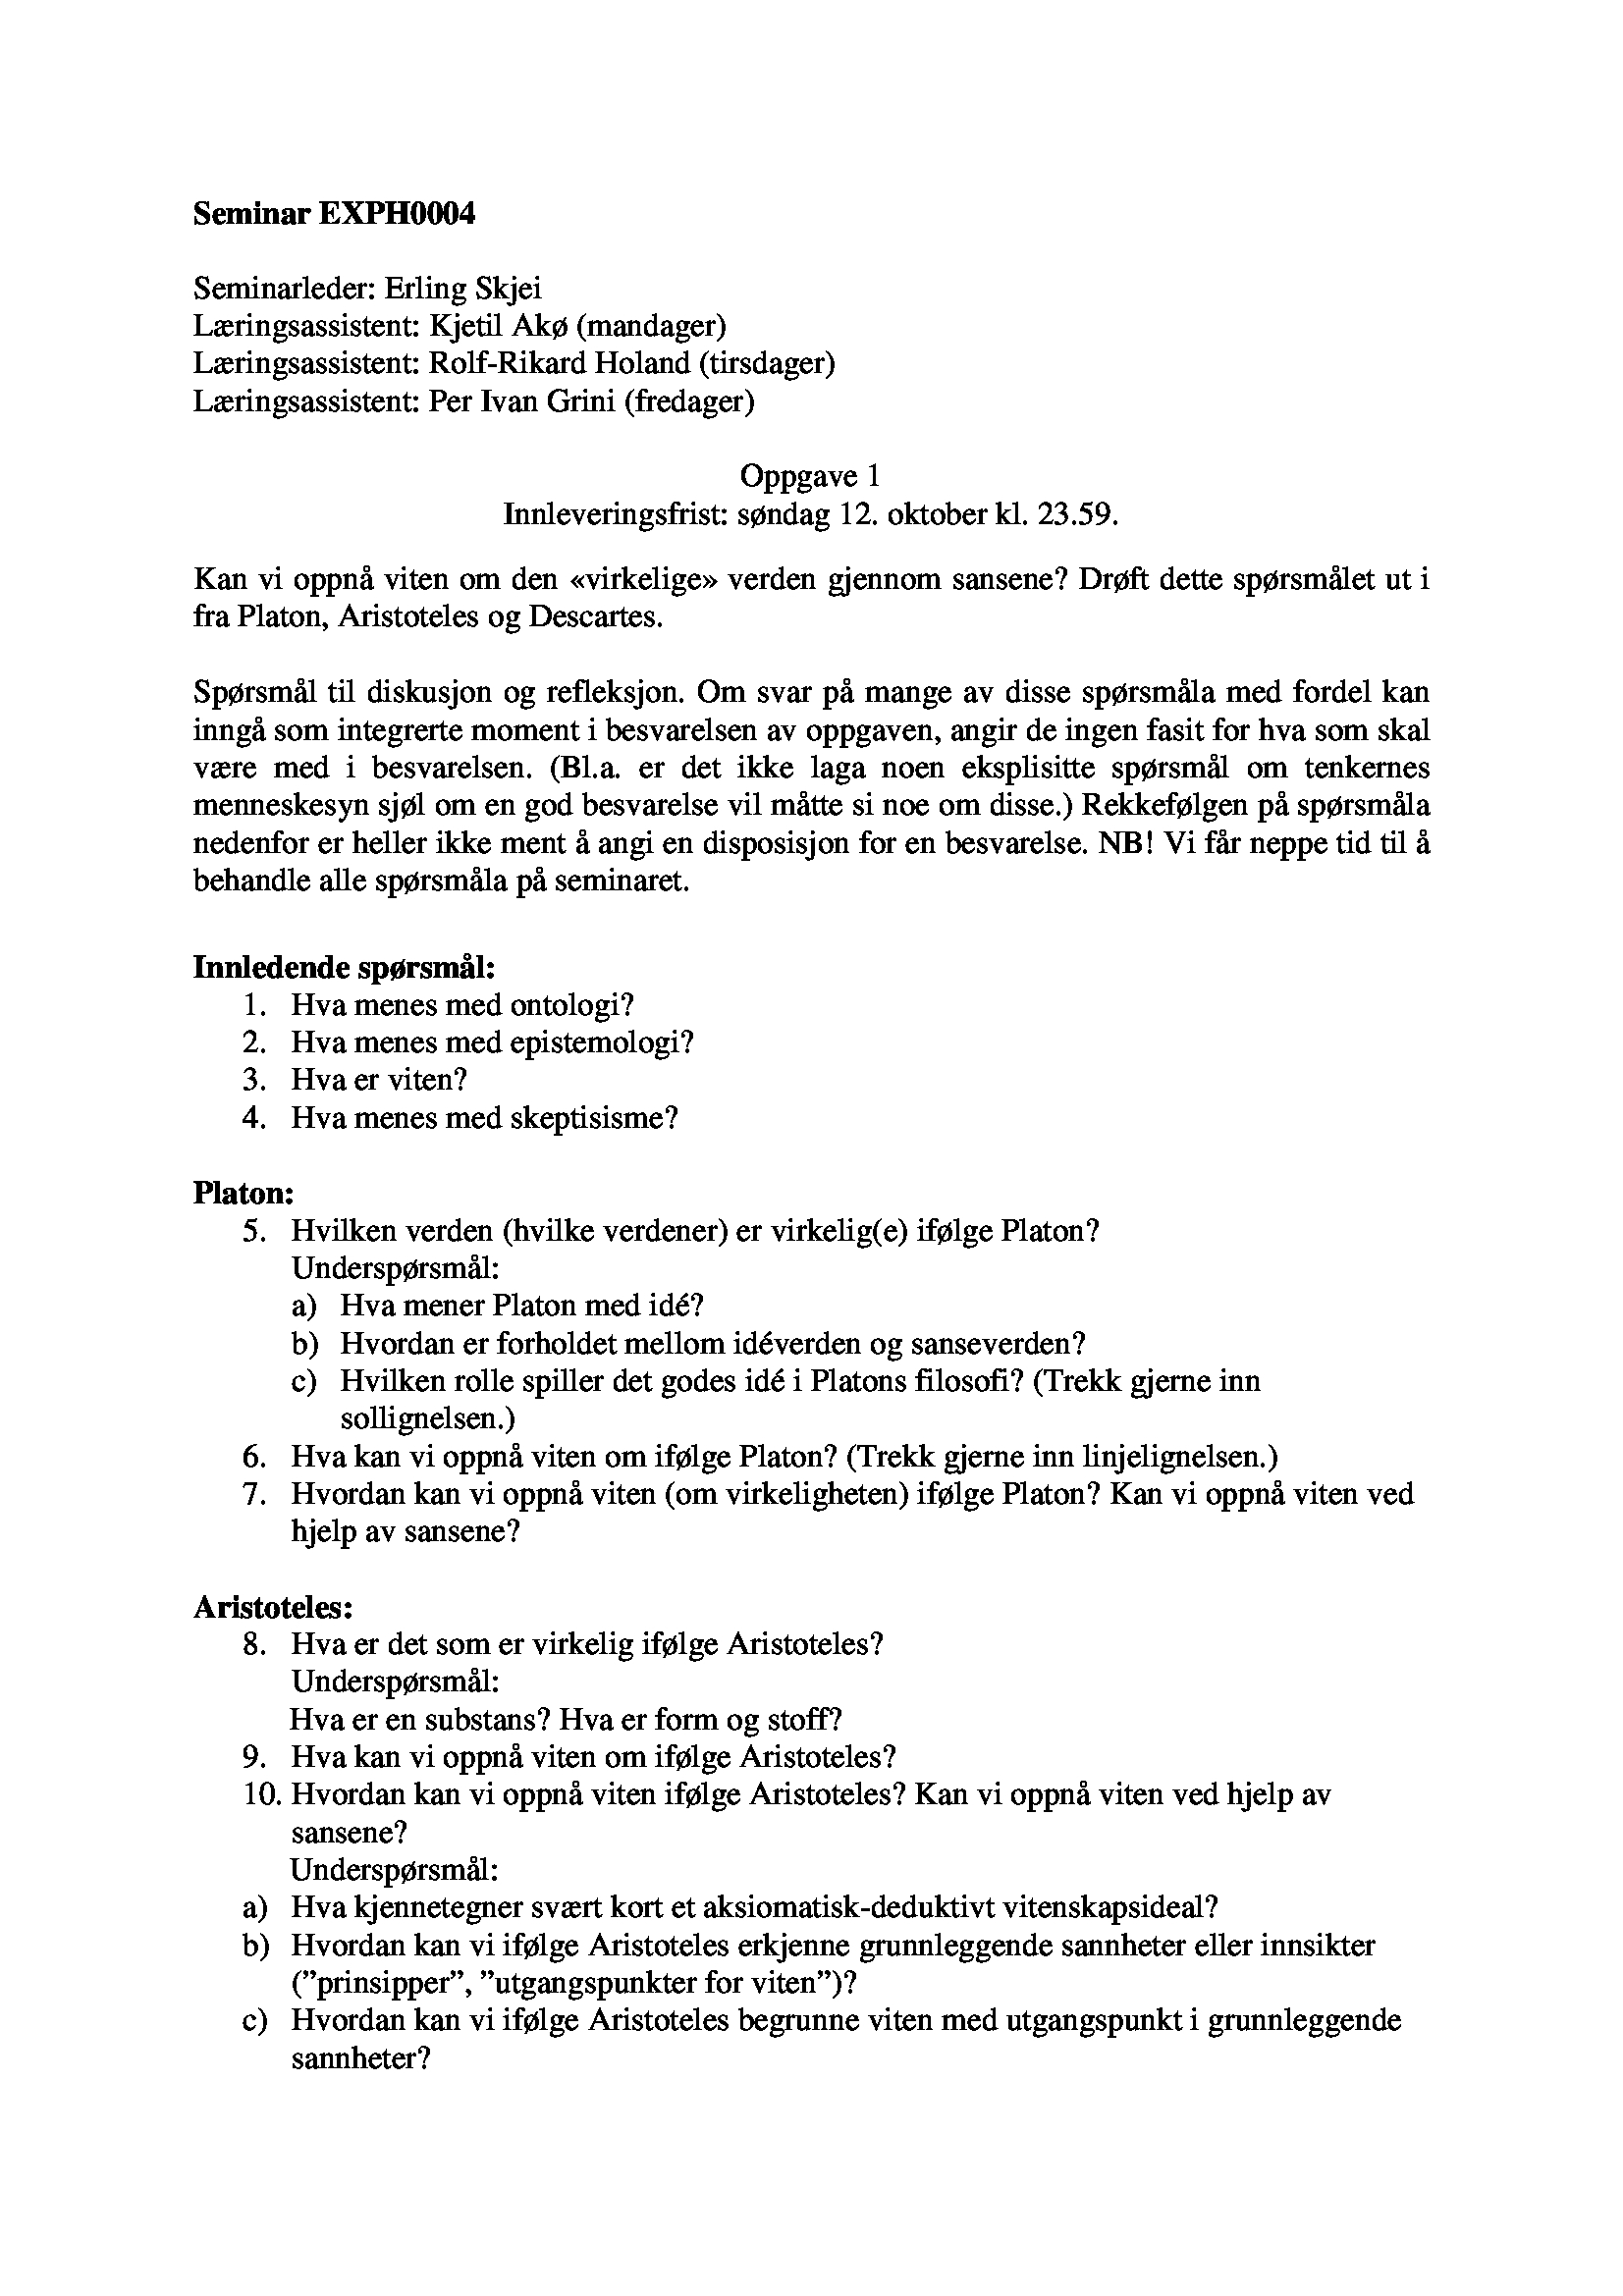 Seminar EXPH0004
Seminarleder: Erling Skjei
Læringsassistent: Kjetil Akø (mandager)
Læringsassistent: Rolf-Rikard Holand (tirsdager)
Læringsassistent: Per Ivan Grini (fredager)
Oppgave 1
Innleveringsfrist: søndag 12. oktober kl. 23.59.
Kan vi oppnå viten om den «virkelige» verden gjennom sansene? Drøft dette spørsmålet ut i
fra Platon, Aristoteles og Descartes.
Spørsmål til diskusjon og refleksjon. Om svar på mange av disse spørsmåla med fordel kan
inngå som integrerte moment i besvarelsen av oppgaven, angir de ingen fasit for hva som skal
være med i besvarelsen. (Bl.a. er det ikke laga noen eksplisitte spørsmål om tenkernes
menneskesyn sjøl om en god besvarelse vil måtte si noe om disse.) Rekkefølgen på spørsmåla
nedenfor er heller ikke ment å angi en disposisjon for en besvarelse. NB! Vi får neppe tid til å
behandle alle spørsmåla på seminaret.
Innledende spørsmål:
1. Hva menes med ontologi?
2. Hva menes med epistemologi?
3. Hva er viten?
4. Hva menes med skeptisisme?
Platon:
5. Hvilken verden (hvilke verdener) er virkelig(e) ifølge Platon?
Underspørsmål:
a) Hva mener Platon med idé?
b) Hvordan er forholdet mellom idéverden og sanseverden?
c) Hvilken rolle spiller det godes idé i Platons filosofi? (Trekk gjerne inn
sollignelsen.)
6. Hva kan vi oppnå viten om ifølge Platon? (Trekk gjerne inn linjelignelsen.)
7. Hvordan kan vi oppnå viten (om virkeligheten) ifølge Platon? Kan vi oppnå viten ved
hjelp av sansene?
Aristoteles:
8. Hva er det som er virkelig ifølge Aristoteles?
Underspørsmål:
Hva er en substans? Hva er form og stoff?
9. Hva kan vi oppnå viten om ifølge Aristoteles?
10. Hvordan kan vi oppnå viten ifølge Aristoteles? Kan vi oppnå viten ved hjelp av
sansene?
Underspørsmål:
a) Hva kjennetegner svært kort et aksiomatisk-deduktivt vitenskapsideal?
b) Hvordan kan vi ifølge Aristoteles erkjenne grunnleggende sannheter eller innsikter
(”prinsipper”, ”utgangspunkter for viten”)?
c) Hvordan kan vi ifølge Aristoteles begrunne viten med utgangspunkt i grunnleggende
sannheter?